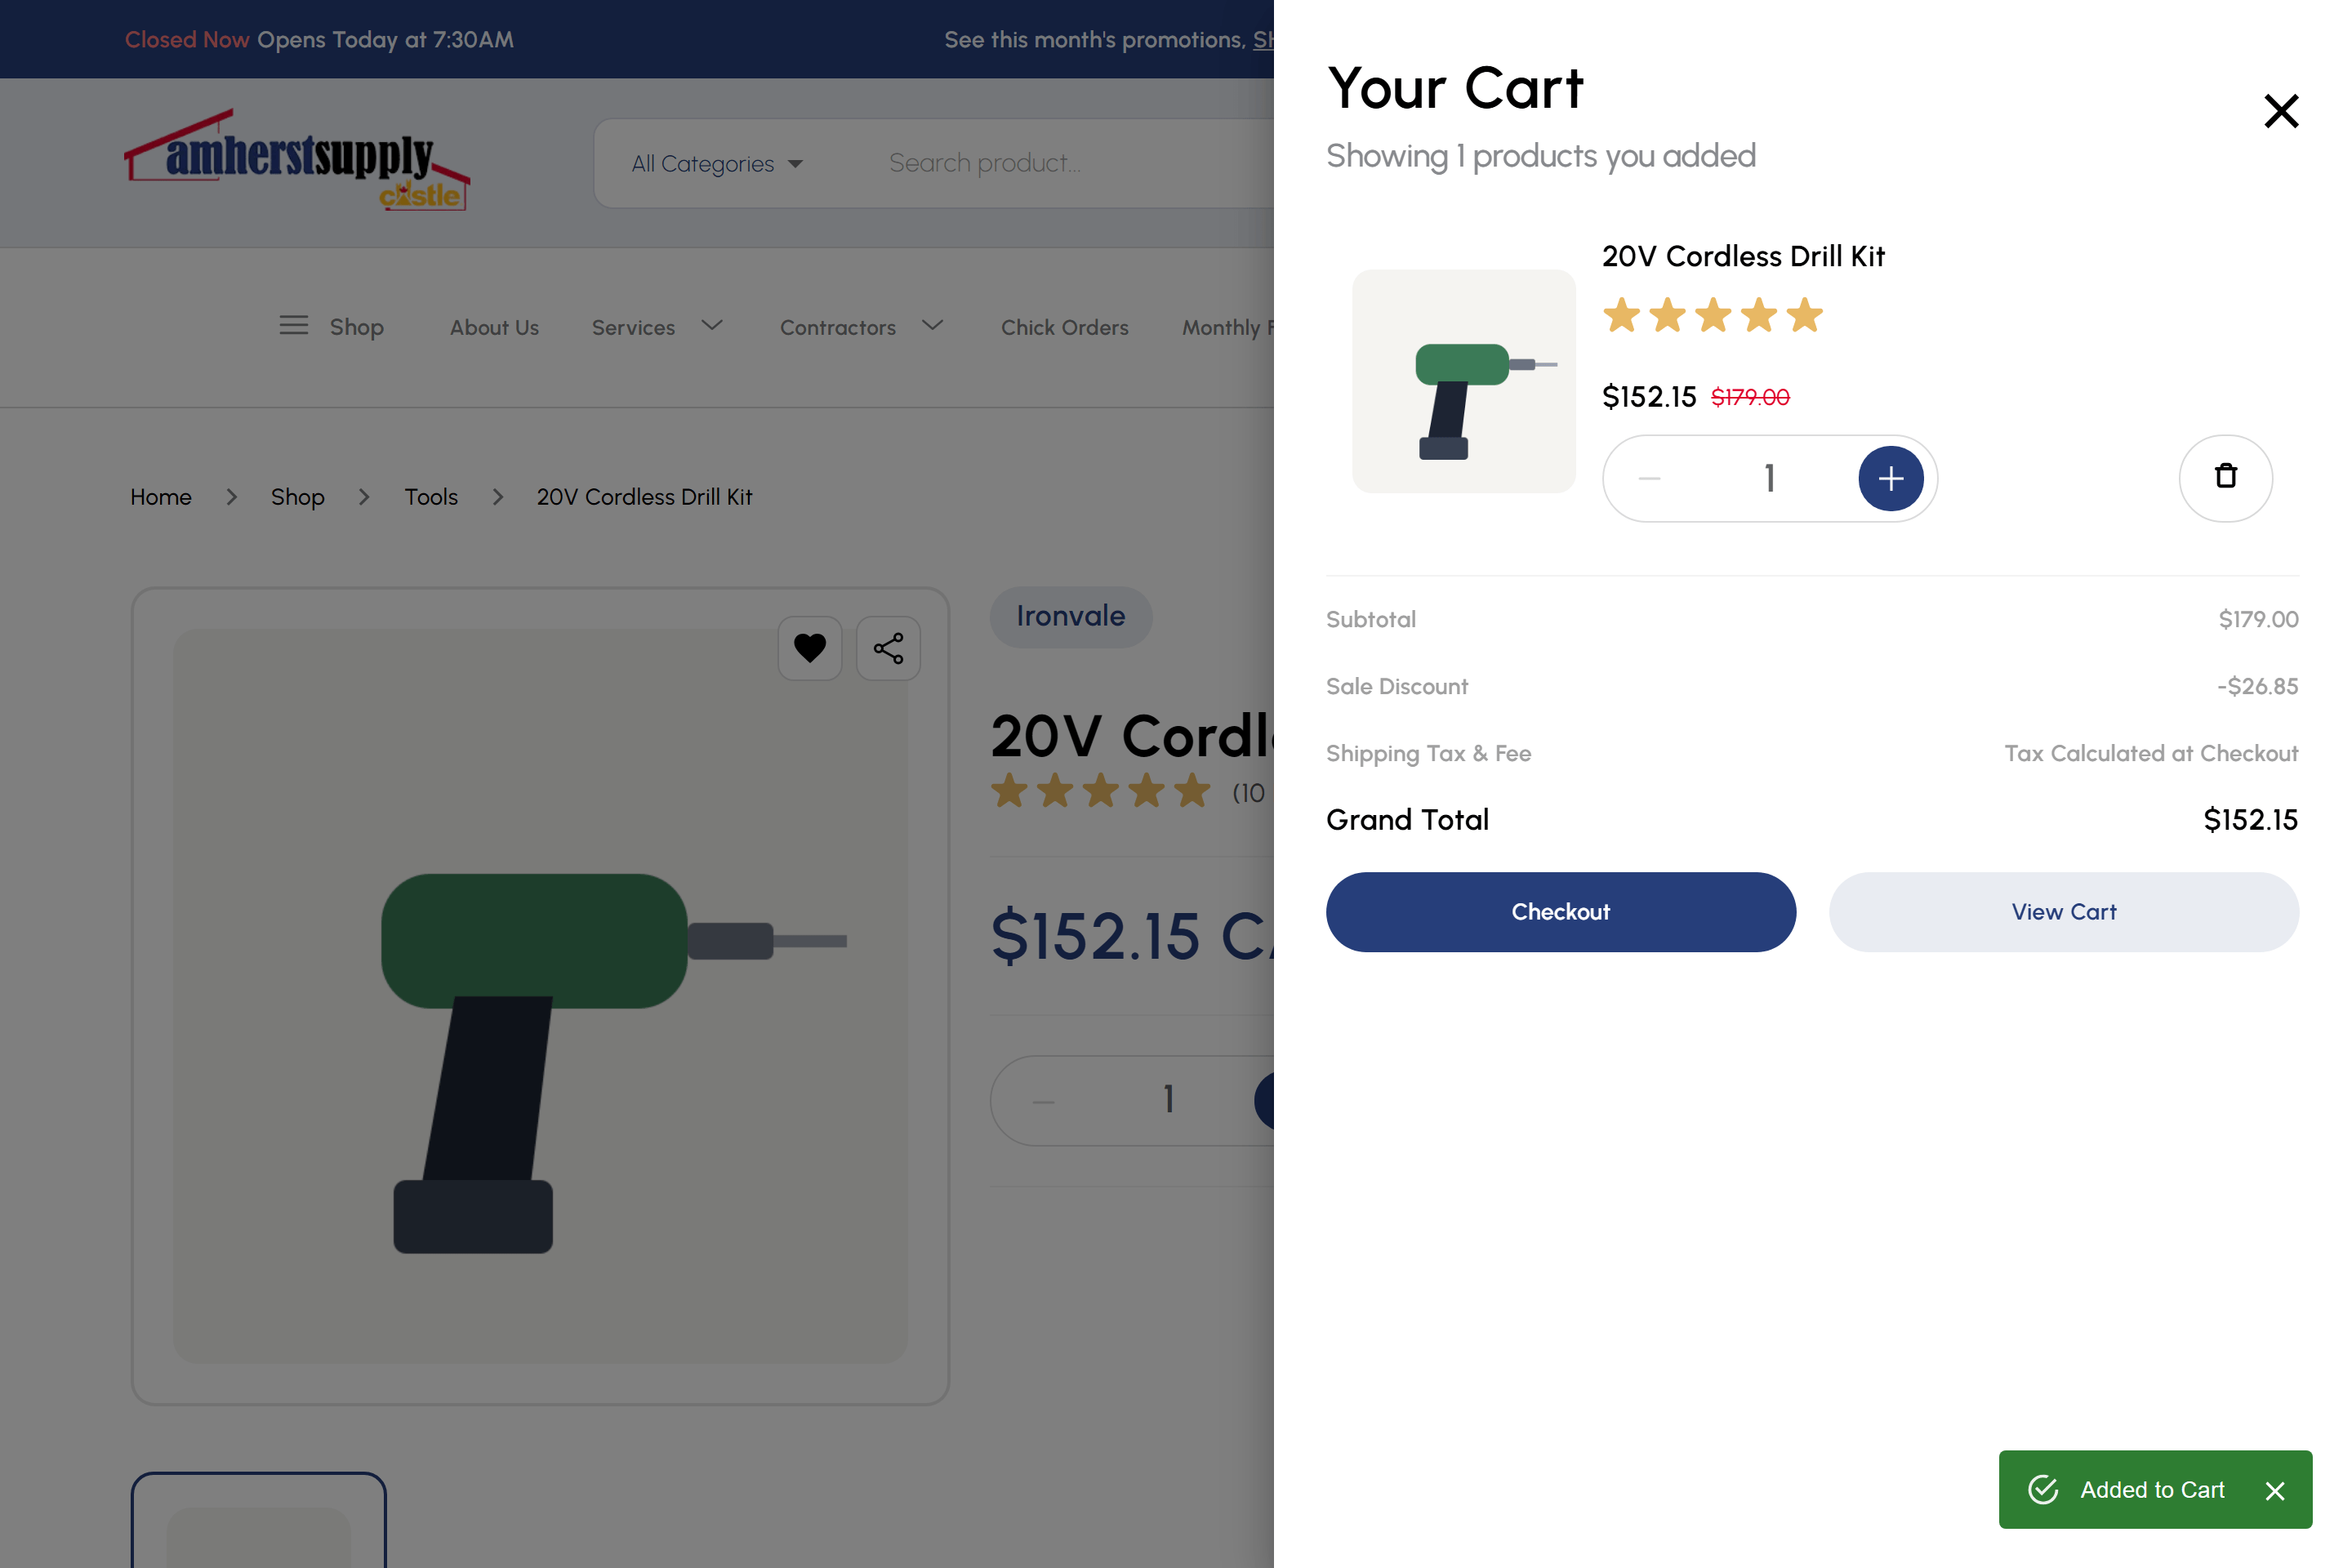 Closed Now Opens Today at 7:30AM
See this month's promotions,
amherstsupply
castle
All Categories
Search product...
Shop
About Us
Services
Contractors
Chick Orders
Monthly
Home
Shop
Tools
20V Cordless Drill Kit
Ironvale
20V
(10
$152.15
1
Your Cart
Showing 1 products you added
20V Cordless Drill Kit
$152.15 $179.00
1
Subtotal $179.00
Sale Discount -$26.85
Shipping Tax & Fee Tax Calculated at Checkout
Grand Total $152.15
Checkout
View Cart
Added to Cart